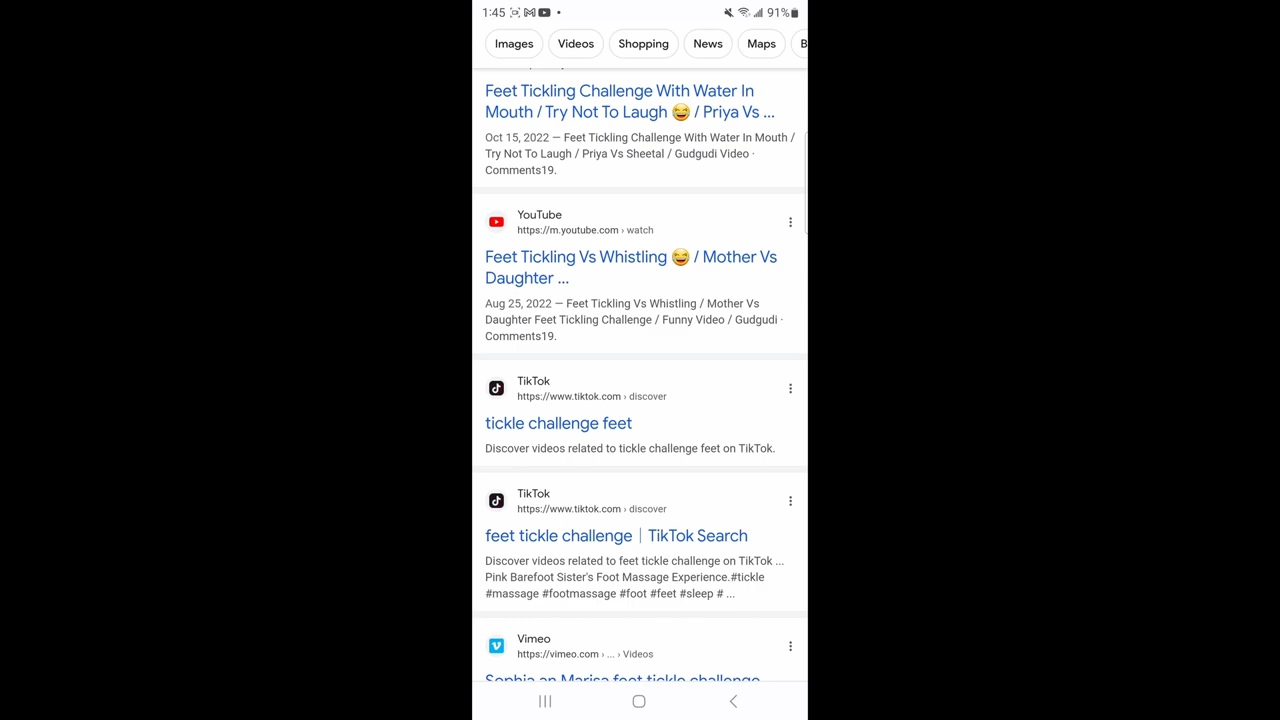 1:45 91%
Images Videos Shopping News Maps B
Feet Tickling Challenge With Water In
Mouth / Try Not To Laugh 😆 / Priya Vs ...
Oct 15, 2022 — Feet Tickling Challenge With Water In Mouth /
Try Not To Laugh / Priya Vs Sheetal / Gudgudi Video ·
Comments19.
YouTube
https://m.youtube.com › watch
Feet Tickling Vs Whistling 😆 / Mother Vs
Daughter ...
Aug 25, 2022 — Feet Tickling Vs Whistling / Mother Vs
Daughter Feet Tickling Challenge / Funny Video / Gudgudi ·
Comments19.
TikTok
https://www.tiktok.com › discover
tickle challenge feet
Discover videos related to tickle challenge feet on TikTok.
TikTok
https://www.tiktok.com › discover
feet tickle challenge | TikTok Search
Discover videos related to feet tickle challenge on TikTok ...
Pink Barefoot Sister's Foot Massage Experience.#tickle
#massage #footmassage #foot #feet #sleep # ...
Vimeo
https://vimeo.com › ... › Videos
Sophia an Marisa feet tickle challenge